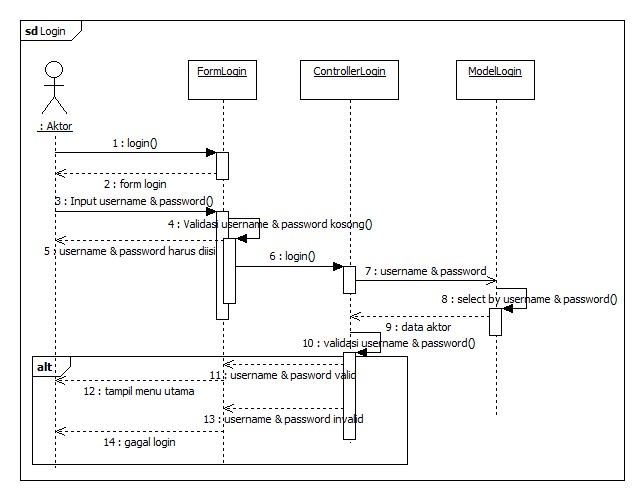 sd Login
FormLogin
ControllerLogin
ModelLogin
: Aktor
1 : login()
2 : form login
3 : Input username & password()
4 : Validasi username & password kosong()
5 : username & password harus diisi
6 : login()
7 : username & password
8 : select by username & password()
9 : data aktor
10 : validasi username & password()
alt
11 : username & pasword valid
12 : tampil menu utama
13 : username & password invalid
14 : gagal login